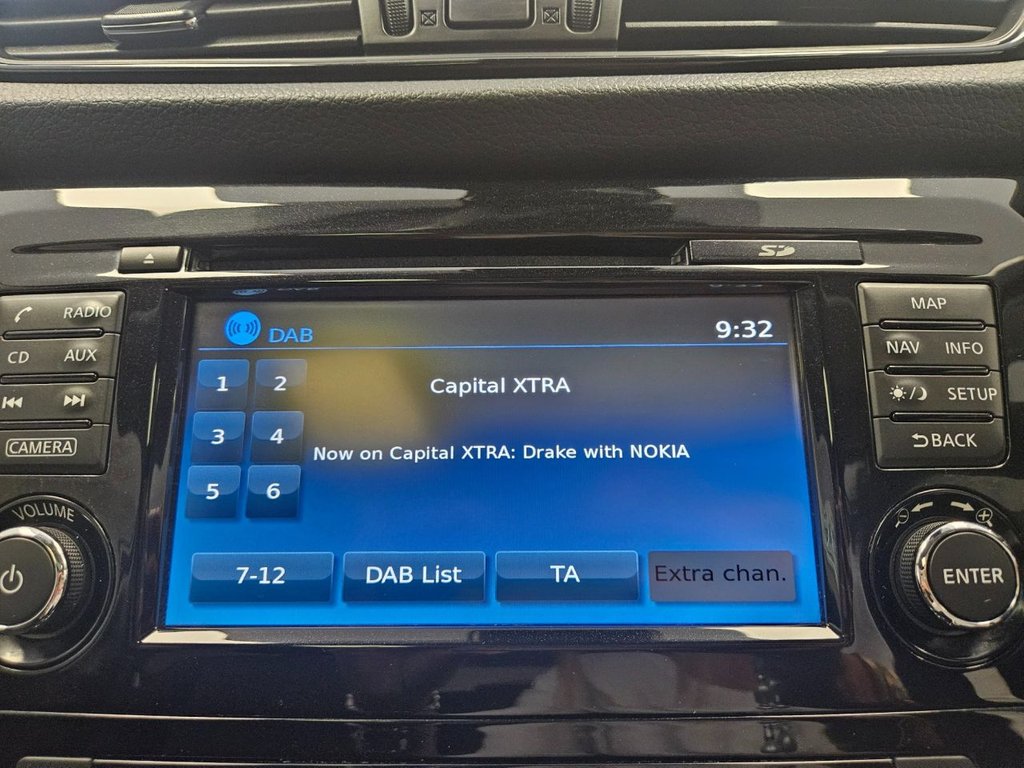 SD
RADIO
CD AUX
CAMERA
VOLUME
DAB 9:32
1 2
3 4
5 6
Capital XTRA
Now on Capital XTRA: Drake with NOKIA
7-12 DAB List TA Extra chan.
MAP
NAV INFO
SETUP
BACK
ENTER